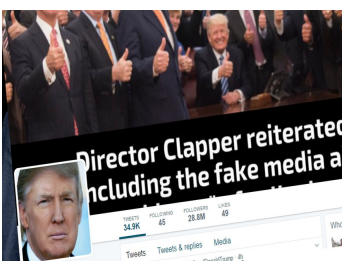 Director Clapper reiterated
including the fake media a
TWEETS FOLLOWING FOLLOWERS LIKES
34.9K 45 28.8M 49
Tweets Tweets & replies Media
Who